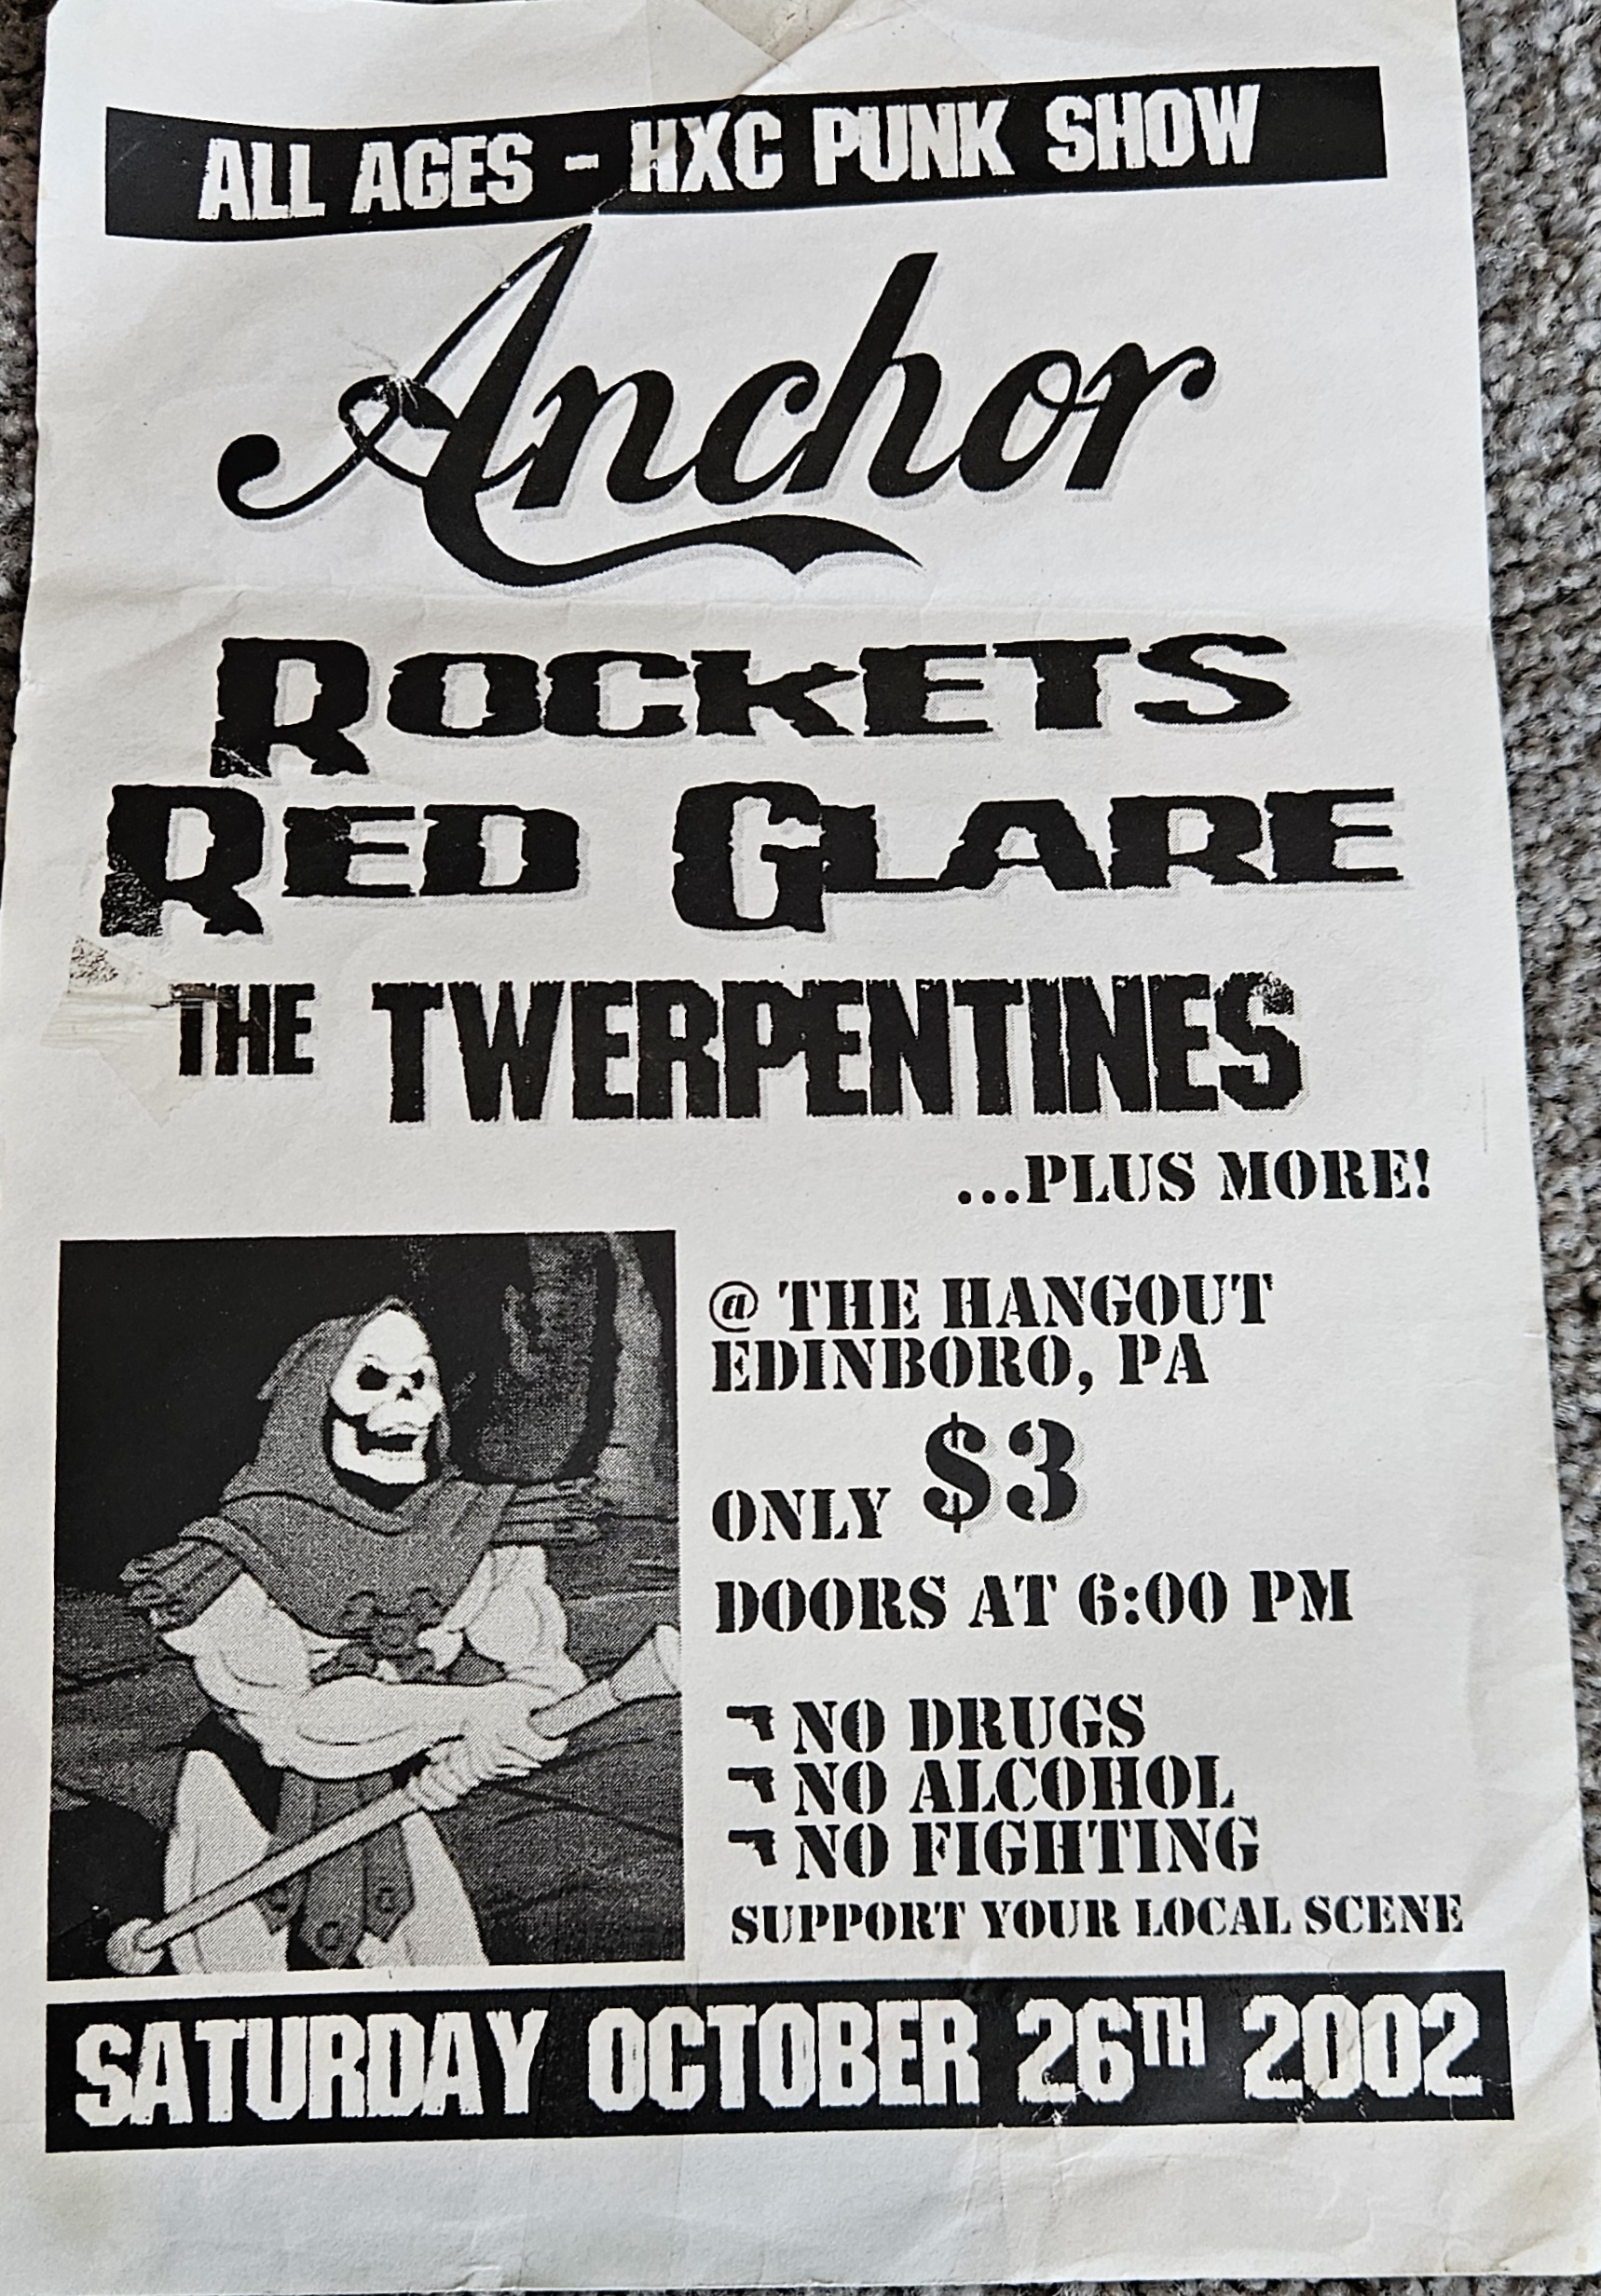 ALL AGES - HXC PUNK SHOW
Anchor
ROCKETS
RED GLARE
THE TWERPENTINES
...PLUS MORE!
@ THE HANGOUT
EDINBORO, PA
ONLY $3
DOORS AT 6:00 PM
NO DRUGS
NO ALCOHOL
NO FIGHTING
SUPPORT YOUR LOCAL SCENE
SATURDAY OCTOBER 26TH 2002